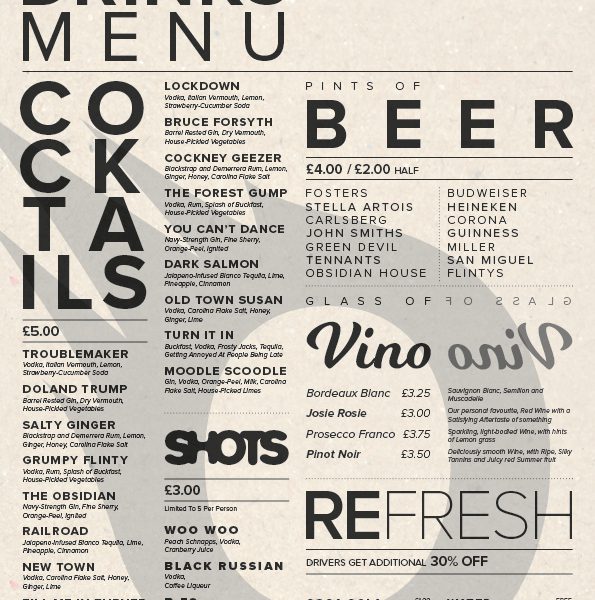 DRINKS
MENU
COCKTAILS
£5.00
TROUBLEMAKER
Vodka, Italian Vermouth, Lemon,
Strawberry-Cucumber Soda
DOLAND TRUMP
Barrel Rested Gin, Dry Vermouth,
House-Pickled Vegetables
SALTY GINGER
Blackstrap and Demerrera Rum, Lemon,
Ginger, Honey, Carolina Flake Salt
GRUMPY FLINTY
Vodka, Rum, Splash of Buckfast,
House-Pickled Vegetables
THE OBSIDIAN
Navy-Strength Gin, Fine Sherry,
Orange-Peel, Ignited
RAILROAD
Jalapeno-Infused Blanco Tequila, Lime,
Pineapple, Cinnamon
NEW TOWN
Vodka, Carolina Flake Salt, Honey,
Ginger, Lime
LOCKDOWN
Vodka, Italian Vermouth, Lemon,
Strawberry-Cucumber Soda
BRUCE FORSYTH
Barrel Rested Gin, Dry Vermouth,
House-Pickled Vegetables
COCKNEY GEEZER
Blackstrap and Demerrera Rum, Lemon,
Ginger, Honey, Carolina Flake Salt
THE FOREST GUMP
Vodka, Rum, Splash of Buckfast,
House-Pickled Vegetables
YOU CAN'T DANCE
Navy-Strength Gin, Fine Sherry,
Orange-Peel, Ignited
DARK SALMON
Jalapeno-Infused Blanco Tequila, Lime,
Pineapple, Cinnamon
OLD TOWN SUSAN
Vodka, Carolina Flake Salt, Honey,
Ginger, Lime
TURN IT IN
Buckfast, Vodka, Frosty Jacks, Tequila,
Getting Annoyed At People Being Late
MOODLE SCOODLE
Gin, Vodka, Orange-Peel, Milk, Carolina
Flake Salt, House-Picked Limes
SHOTS
£3.00
Limited To 5 Per Person
WOO WOO
Peach Schnapps, Vodka,
Cranberry Juice
BLACK RUSSIAN
Vodka,
Coffee Liqueur
PINTS OF
BEER
£4.00 / £2.00 HALF
FOSTERS
STELLA ARTOIS
CARLSBERG
JOHN SMITHS
GREEN DEVIL
TENNANTS
OBSIDIAN HOUSE
BUDWEISER
HEINEKEN
CORONA
GUINNESS
MILLER
SAN MIGUEL
FLINTYS
GLASS OF GLASS OF
Vino Vino
Bordeaux Blanc £3.25
Sauvignon Blanc, Semillon and
Muscadelle
Josie Rosie £3.00
Our personal favourite, Red Wine with a
Satisfying Aftertaste of something
Prosecco Franco £3.75
Sparkling, light-bodied Wine, with hints
of Lemon grass
Pinot Noir £3.50
Deliciously smooth Wine, with Ripe, Silky
Tannins and Juicy red Summer fruit
REFRESH
DRIVERS GET ADDITIONAL 30% OFF